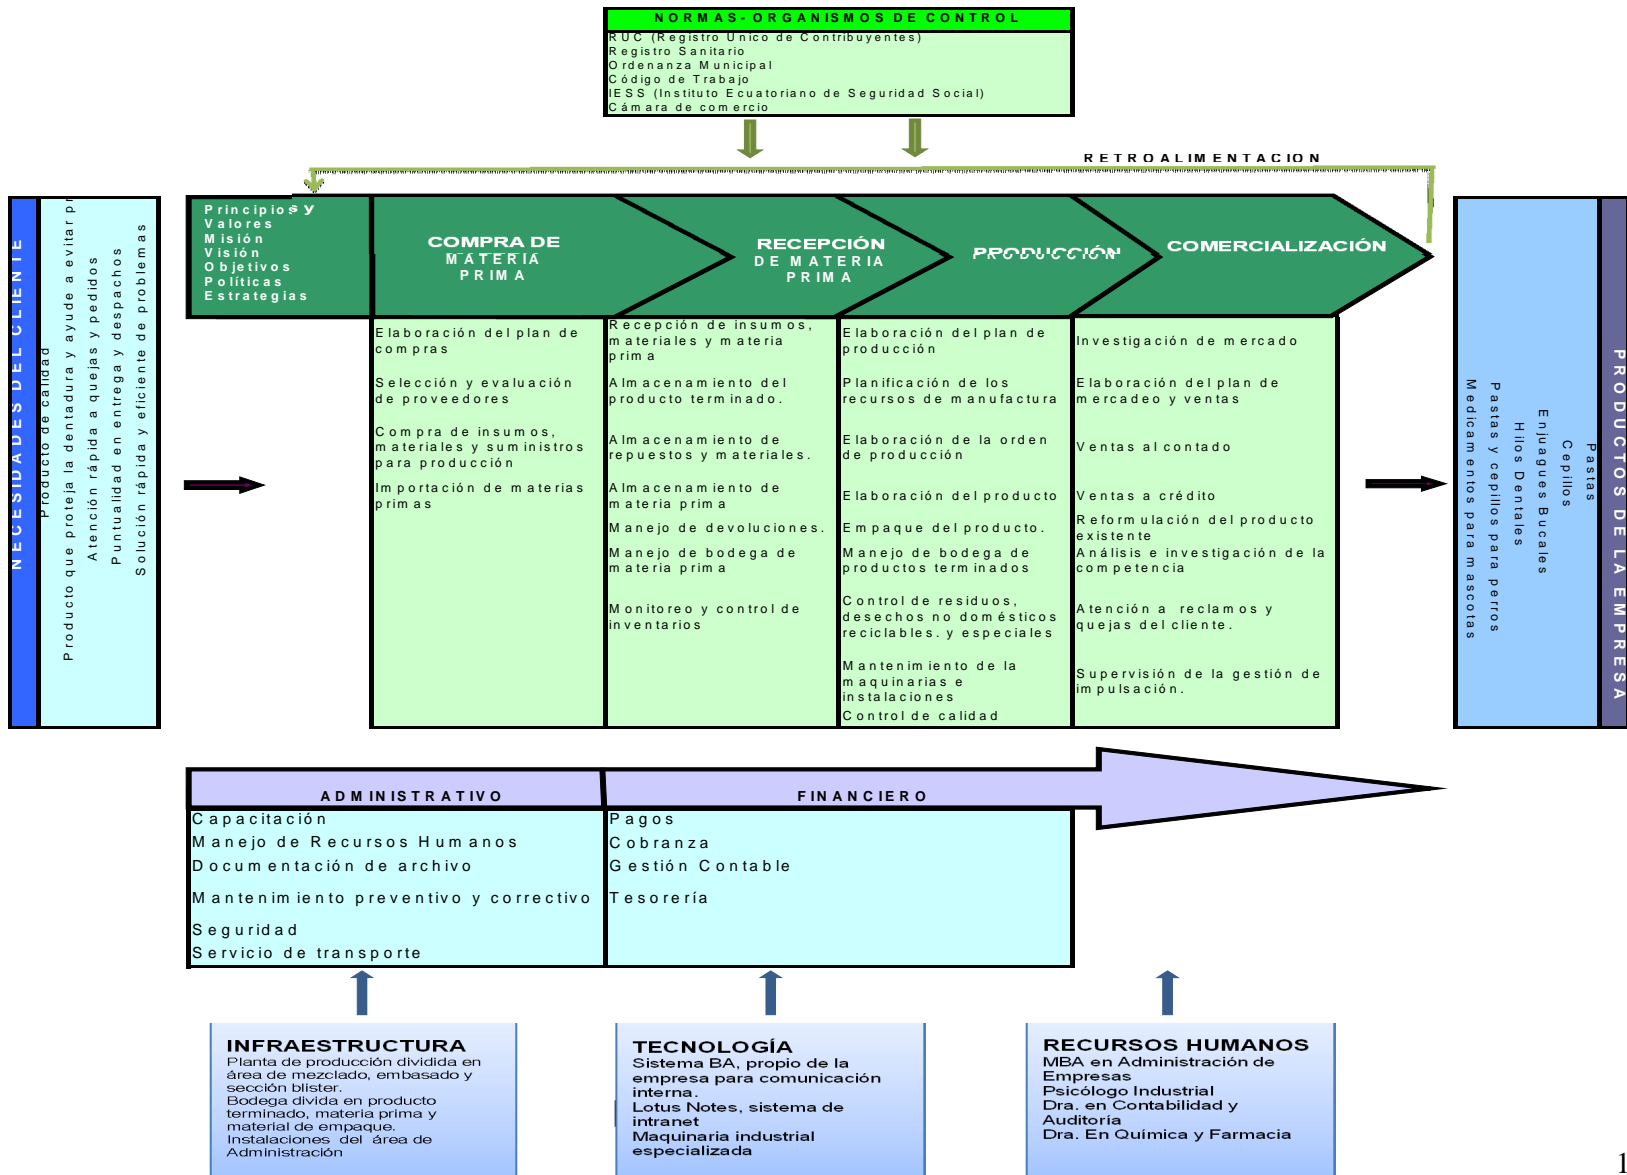 NORMAS- ORGANISMOS DE CONTROL
RUC (Registro Unico de Contribuyentes)
Registro Sanitario
Ordenanza Municipal
Código de Trabajo
IESS (Instituto Ecuatoriano de Seguridad Social)
Cámara de comercio
RETROALIMENTACION
NECESIDADES DEL CLIENTE
Producto de calidad
Producto que proteja la dentadura y ayude a evitar
Atención rápida a quejas y pedidos
Puntualidad en entrega y despachos
Solución rápida y eficiente de problemas
Principios y
Valores
Misión
Visión
Objetivos
Políticas
Estrategias
COMPRA DE
MATERIA
PRIMA
RECEPCIÓN
DE MATERIA
PRIMA
PRODUCCIÓN
COMERCIALIZACIÓN
Elaboración del plan de
compras
Selección y evaluación
de proveedores
Compra de insumos,
materiales y suministros
para producción
Importación de materias
primas
Recepción de insumos,
materiales y materia
prima
Almacenamiento del
producto terminado.
Almacenamiento de
repuestos y materiales.
Almacenamiento de
materia prima
Manejo de devoluciones.
Manejo de bodega de
materia prima
Monitoreo y control de
inventarios
Elaboración del plan de
producción
Planificación de los
recursos de manufactura
Elaboración de la orden
de producción
Elaboración del producto
Empaque del producto.
Manejo de bodega de
productos terminados
Control de residuos,
desechos no domésticos
reciclables. y especiales
Mantenimiento de la
maquinarias e
instalaciones
Control de calidad
Investigación de mercado
Elaboración del plan de
mercadeo y ventas
Ventas al contado
Ventas a crédito
Reformulación del producto
existente
Análisis e investigación de la
competencia
Atención a reclamos y
quejas del cliente.
Supervisión de la gestión de
impulsación.
PRODUCTOS DE LA EMPRESA
Pastas
Cepillos
Enjuagues Bucales
Hilos Dentales
Pastas y cepillos para perros
Medicamentos para mascotas
ADMINISTRATIVO
FINANCIERO
Capacitación
Manejo de Recursos Humanos
Documentación de archivo
Mantenimiento preventivo y correctivo
Seguridad
Servicio de transporte
Pagos
Cobranza
Gestión Contable
Tesorería
INFRAESTRUCTURA
Planta de producción dividida en
área de mezclado, embasado y
sección blister.
Bodega divida en producto
terminado, materia prima y
material de empaque.
Instalaciones del área de
Administración
TECNOLOGÍA
Sistema BA, propio de la
empresa para comunicación
interna.
Lotus Notes, sistema de
intranet
Maquinaria industrial
especializada
RECURSOS HUMANOS
MBA en Administración de
Empresas
Psicólogo Industrial
Dra. en Contabilidad y
Auditoría
Dra. En Química y Farmacia
1